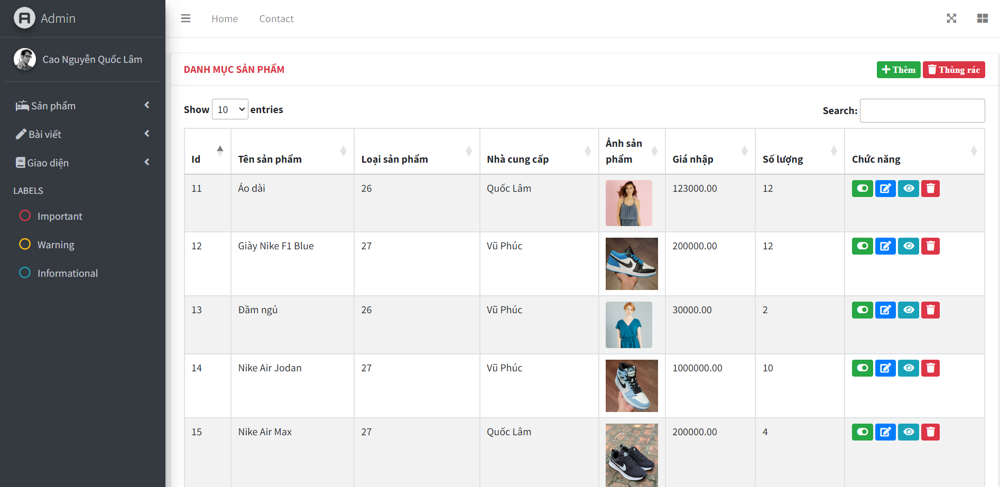 Admin
Home
Contact
Cao Nguyễn Quốc Lâm
Sản phẩm
Bài viết
Giao diện
LABELS
Important
Warning
Informational
DANH MỤC SẢN PHẨM
Thêm
Thùng rác
Show 10 entries
Search:
Id
Tên sản phẩm
Loại sản phẩm
Nhà cung cấp
Ảnh sản
phẩm
Giá nhập
Số lượng
Chức năng
11 Áo dài 26 Quốc Lâm 123000.00 12
12 Giày Nike F1 Blue 27 Vũ Phúc 200000.00 12
13 Đầm ngủ 26 Vũ Phúc 30000.00 2
14 Nike Air Jodan 27 Vũ Phúc 1000000.00 10
15 Nike Air Max 27 Quốc Lâm 200000.00 4